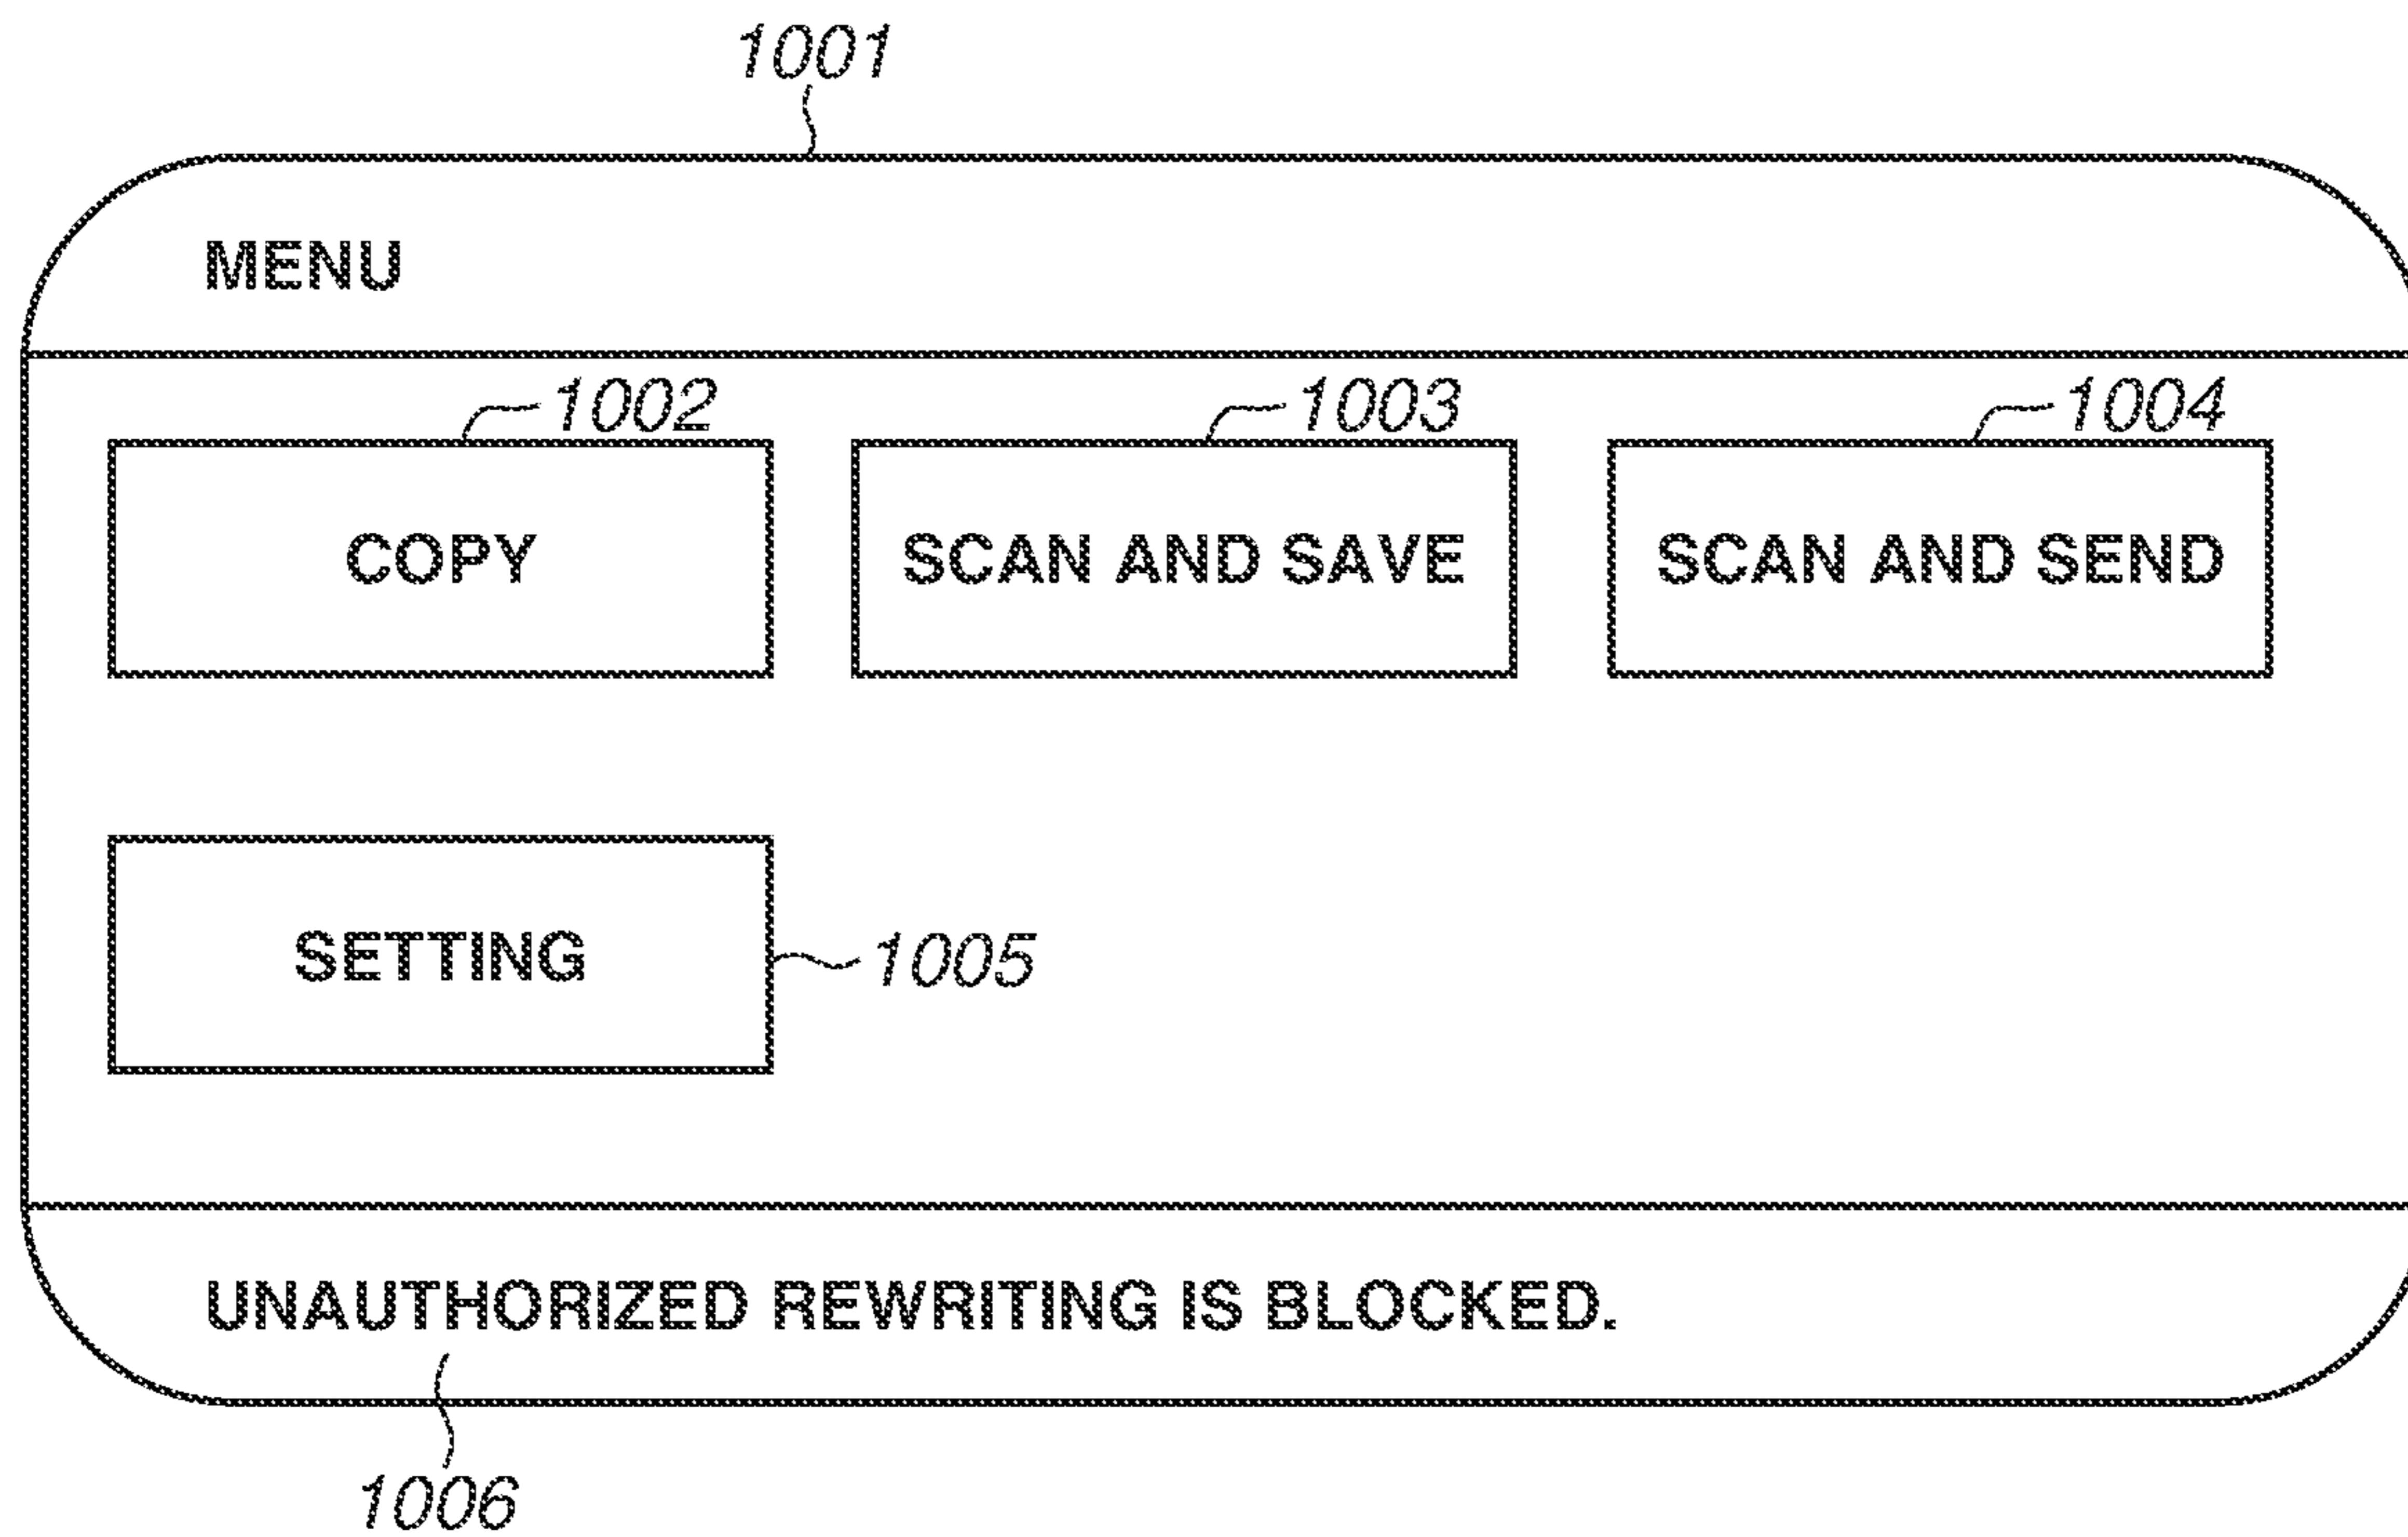 1001
MENU
1002 1003 1004
COPY SCAN AND SAVE SCAN AND SEND
SETTING 1005
UNAUTHORIZED REWRITING IS BLOCKED.
1006